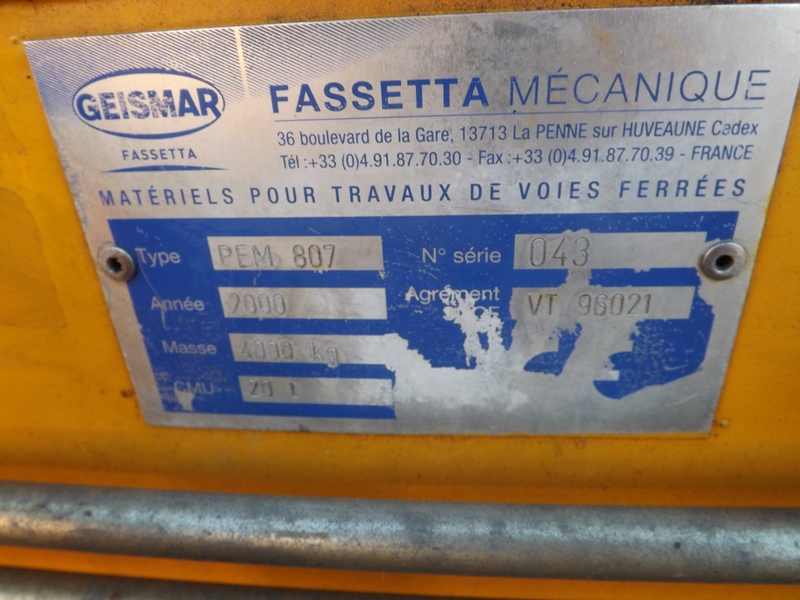 GEISMAR
FASSETTA
FASSETTA MÉCANIQUE
36 boulevard de la Gare, 13713 La PENNE sur HUVEAUNE Cedex
Tél :+33 (0)4.91.87.70.30 - Fax :+33 (0)4.91.87.70.39 - FRANCE
MATÉRIELS POUR TRAVAUX DE VOIES FERRÉES
Type PEM 807 N° série 043
Année 2000 Agrément VT 96021
Masse 4000 kg
CMU 20 t